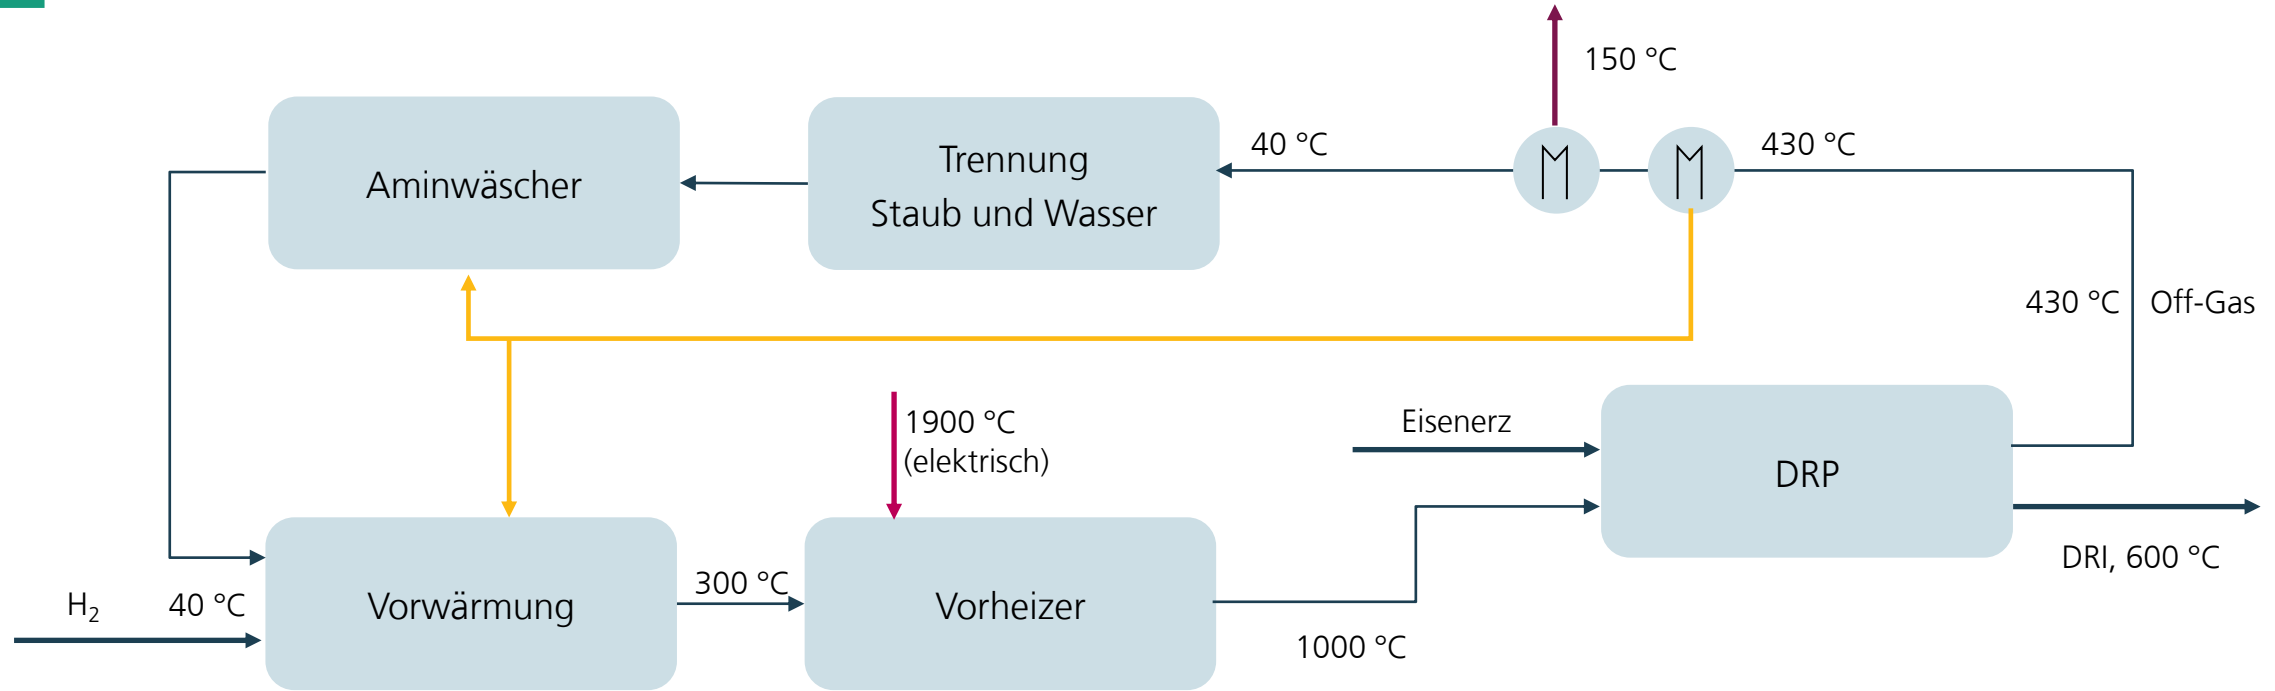 150 °C
Aminwäscher
Trennung
Staub und Wasser
40 °C
430 °C
430 °C
Off-Gas
1900 °C
(elektrisch)
Eisenerz
DRP
H₂
40 °C
Vorwärmung
300 °C
Vorheizer
1000 °C
DRI, 600 °C